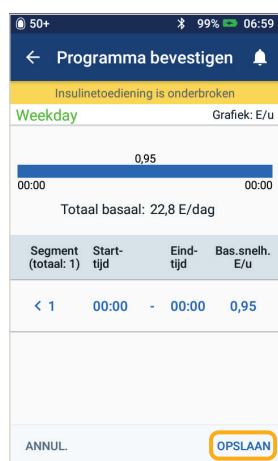 50+ 99% 06:59
Programma bevestigen
Insulinetoediening is onderbroken
Weekday Grafiek: E/u
0,95
00:00 00:00
Totaal basaal: 22,8 E/dag
Segment Start- Eind- Bas.snelh.
(totaal: 1) tijd tijd E/u
< 1 00:00 - 00:00 0,95
ANNUL. OPSLAAN